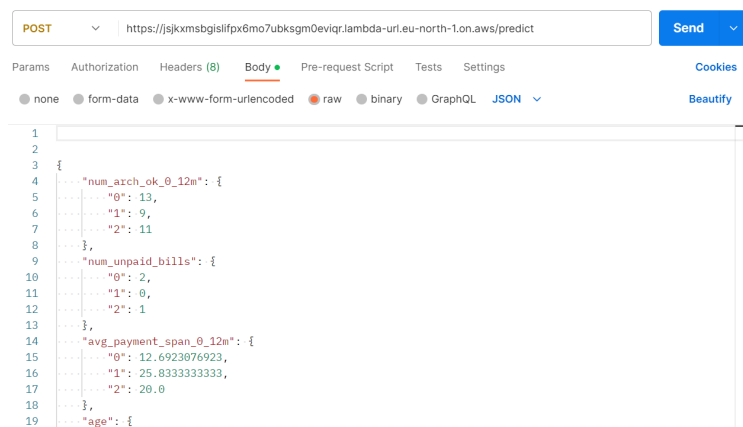 POST https://jsjkxmsbgislifpx6mo7ubksgm0eviqr.lambda-url.eu-north-1.on.aws/predict Send
Params Authorization Headers (8) Body Pre-request Script Tests Settings Cookies
none form-data x-www-form-urlencoded raw binary GraphQL JSON Beautify
1
2
3 {
4 "num_arch_ok_0_12m": {
5 "0": 13,
6 "1": 9,
7 "2": 11
8 },
9 "num_unpaid_bills": {
10 "0": 2,
11 "1": 0,
12 "2": 1
13 },
14 "avg_payment_span_0_12m": {
15 "0": 12.6923076923,
16 "1": 25.8333333333,
17 "2": 20.0
18 },
19 "age": {